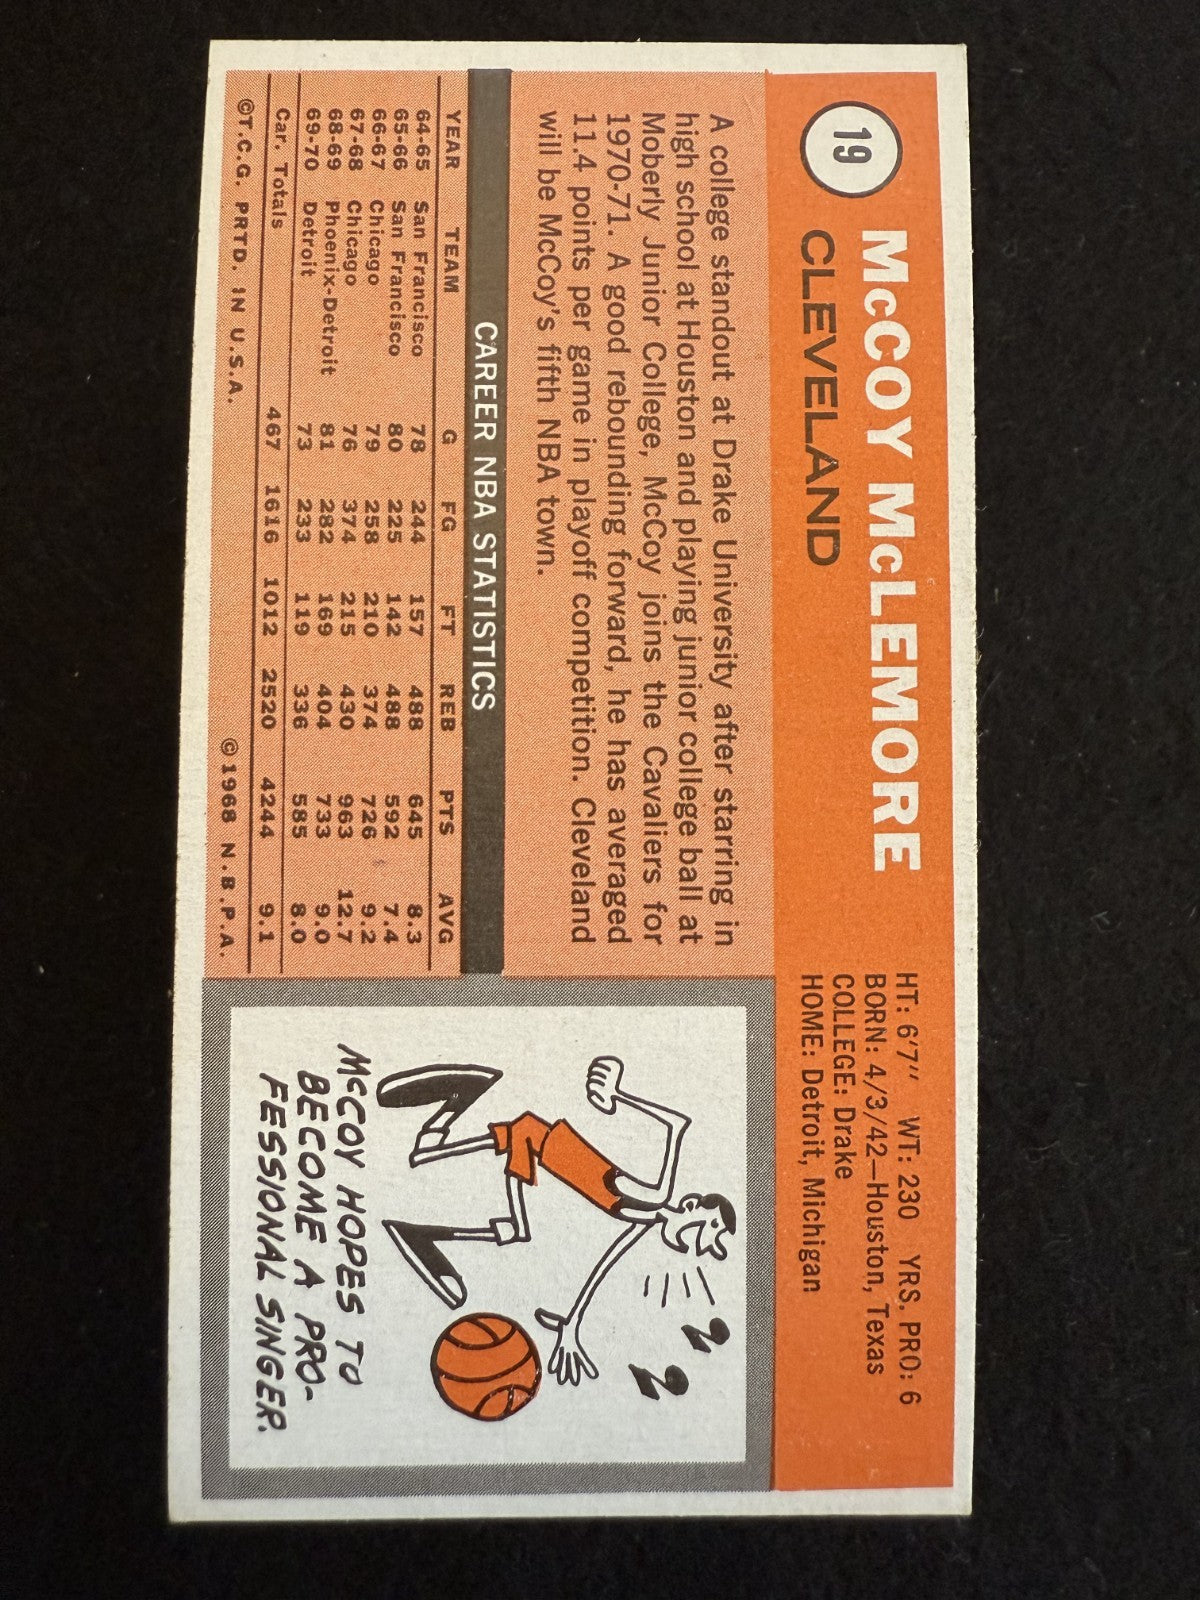 19
McCOY McLEMORE
CLEVELAND
HT: 6'7" WT: 230 YRS. PRO: 6
BORN: 4/3/42—Houston, Texas
COLLEGE: Drake
HOME: Detroit, Michigan
A college standout at Drake University after starring in
high school at Houston and playing junior college ball at
Moberly Junior College, McCoy joins the Cavaliers for
1970-71. A good rebounding forward, he has averaged
11.4 points per game in playoff competition. Cleveland
will be McCoy's fifth NBA town.
CAREER NBA STATISTICS
YEAR TEAM G FG FT REB PTS AVG
64-65 San Francisco 78 244 157 488 645 8.3
65-66 San Francisco 80 225 142 488 592 7.4
66-67 Chicago 79 258 210 374 726 9.2
67-68 Chicago 76 374 215 430 963 12.7
68-69 Phoenix-Detroit 81 282 169 404 733 9.0
69-70 Detroit 73 233 119 336 585 8.0
Car. Totals 467 1616 1012 2520 4244 9.1
©T.C.G. PRTD. IN U.S.A. ©1968 N.B.P.A.
McCOY HOPES TO
BECOME A PRO-
FESSIONAL SINGER.